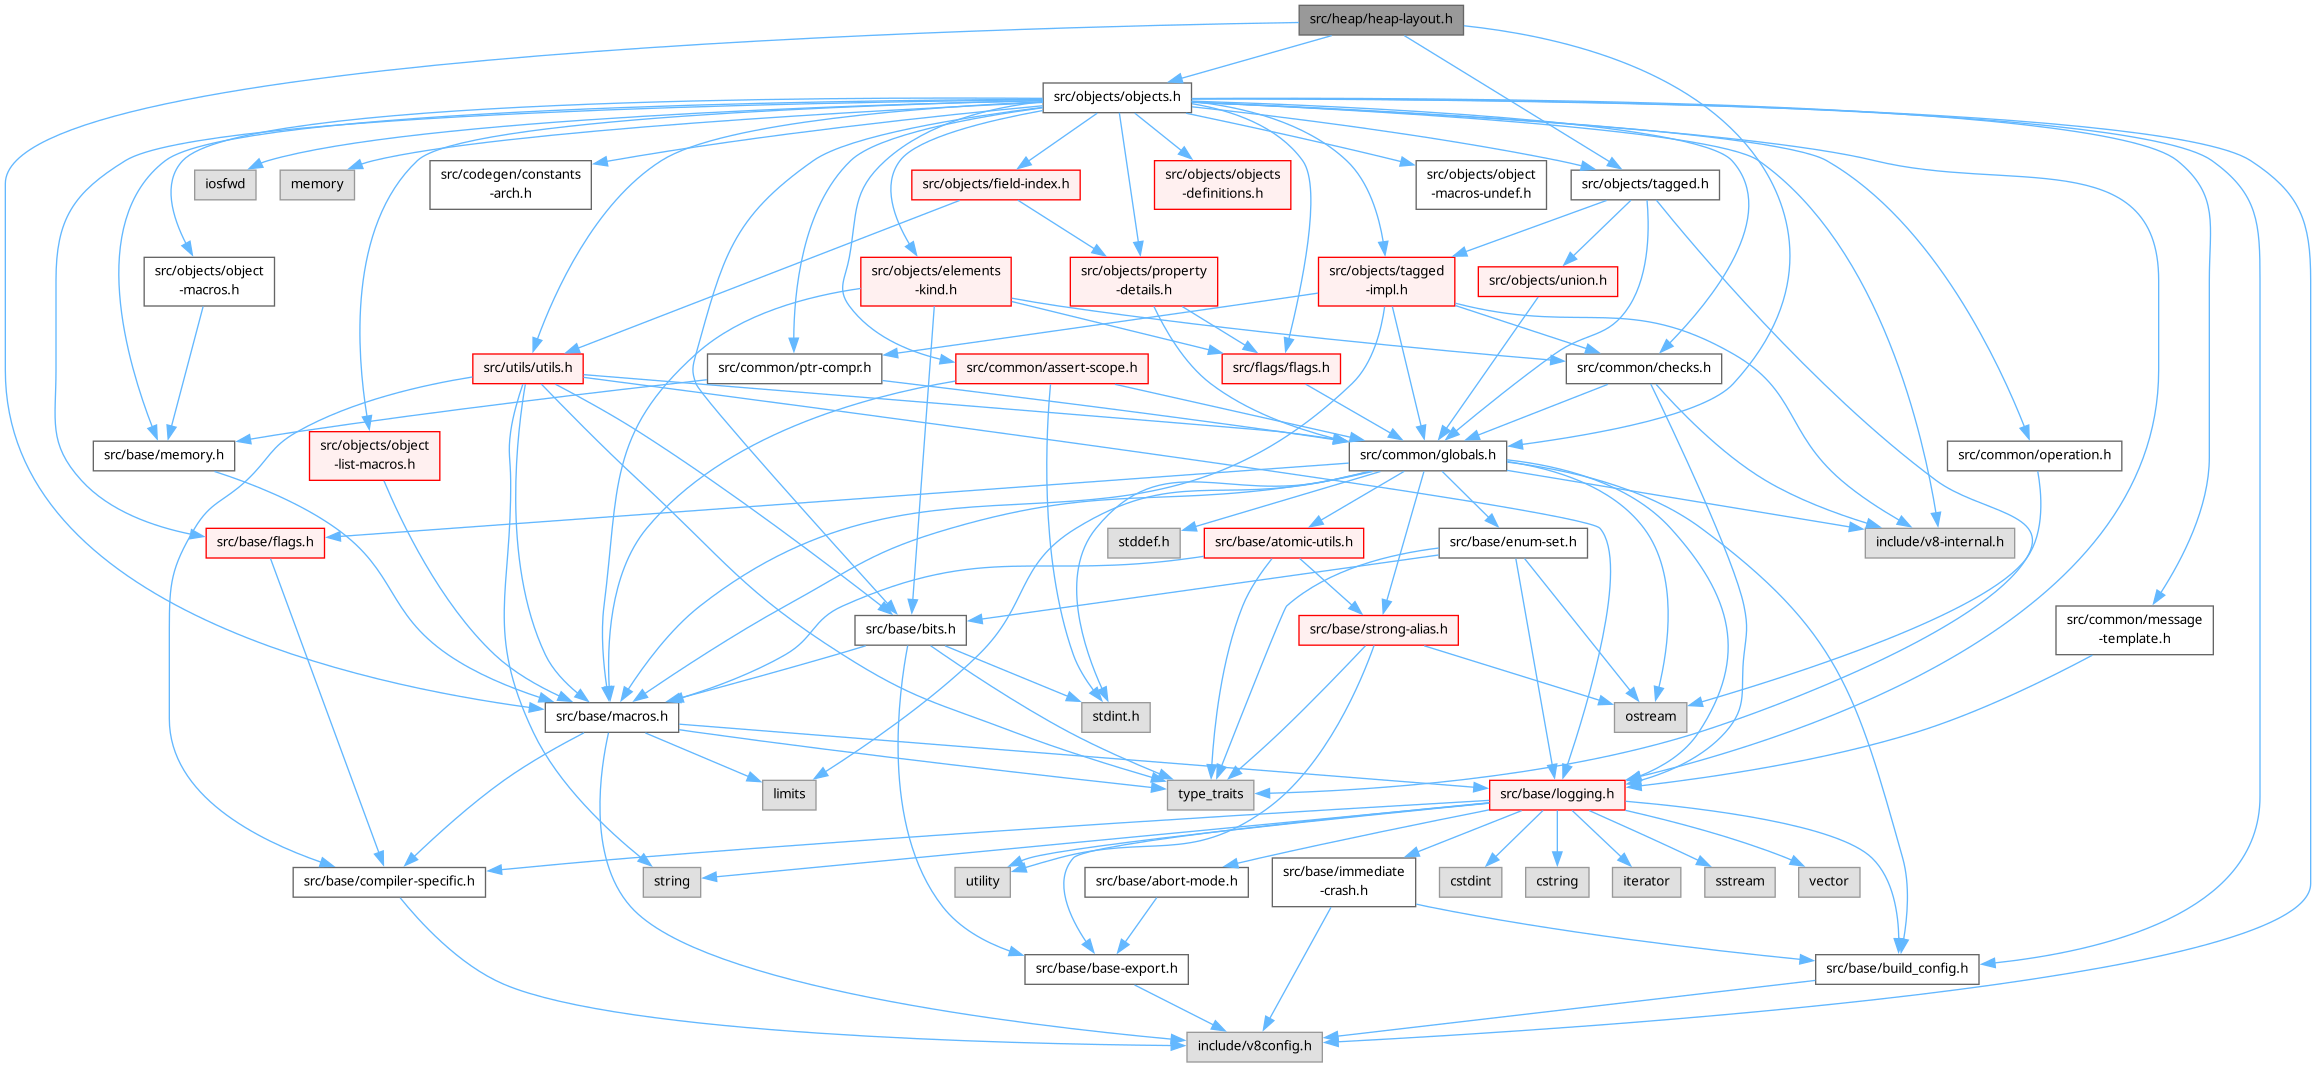 src/heap/heap-layout.h
src/objects/objects.h
iosfwd
memory
src/codegen/constants
-arch.h
src/objects/field-index.h
src/objects/objects
-definitions.h
src/objects/object
-macros-undef.h
src/objects/tagged.h
src/objects/object
-macros.h
src/objects/elements
-kind.h
src/objects/property
-details.h
src/objects/tagged
-impl.h
src/objects/union.h
src/utils/utils.h
src/common/ptr-compr.h
src/common/assert-scope.h
src/flags/flags.h
src/common/checks.h
src/base/memory.h
src/objects/object
-list-macros.h
src/common/globals.h
src/common/operation.h
src/base/flags.h
stddef.h
src/base/atomic-utils.h
src/base/enum-set.h
include/v8-internal.h
src/base/bits.h
src/base/strong-alias.h
src/common/message
-template.h
src/base/macros.h
stdint.h
ostream
limits
type_traits
src/base/logging.h
src/base/compiler-specific.h
string
utility
src/base/abort-mode.h
src/base/immediate
-crash.h
cstdint
cstring
iterator
sstream
vector
src/base/base-export.h
src/base/build_config.h
include/v8config.h